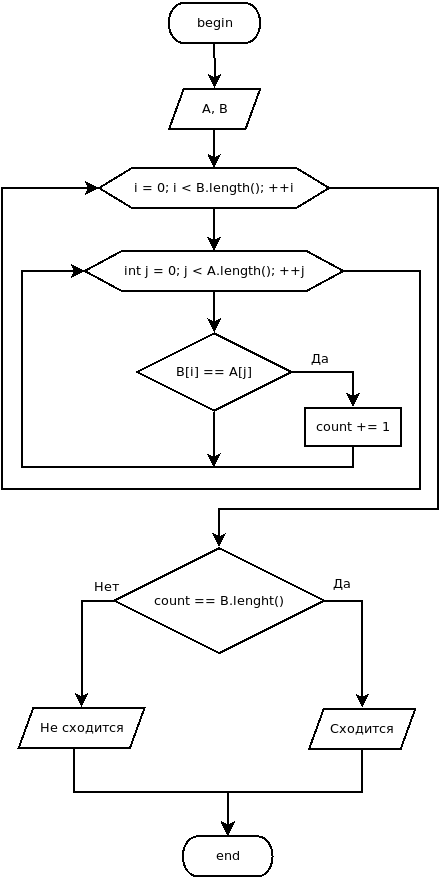 begin
A, B
i = 0; i < B.length(); ++i
int j = 0; j < A.length(); ++j
B[i] == A[j]
Да
count += 1
count == B.lenght()
Нет
Да
Не сходится
Сходится
end